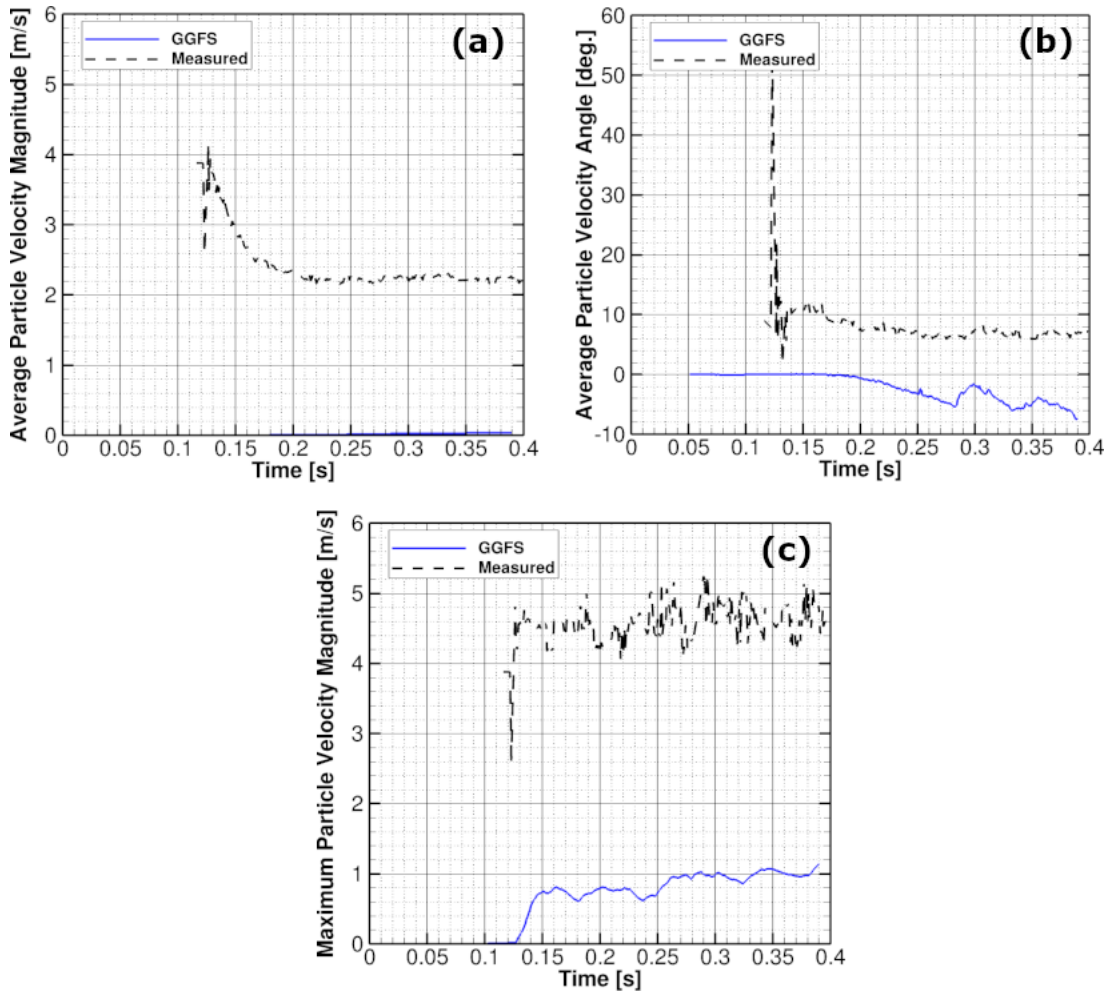 (a)
GGFS
Measured
Average Particle Velocity Magnitude [m/s]
6
5
4
3
2
1
0
0 0.05 0.1 0.15 0.2 0.25 0.3 0.35 0.4
Time [s]
(b)
GGFS
Measured
Average Particle Velocity Angle [deg.]
60
50
40
30
20
10
0
-10
0 0.05 0.1 0.15 0.2 0.25 0.3 0.35 0.4
Time [s]
(c)
GGFS
Measured
Maximum Particle Velocity Magnitude [m/s]
6
5
4
3
2
1
0
0 0.05 0.1 0.15 0.2 0.25 0.3 0.35 0.4
Time [s]